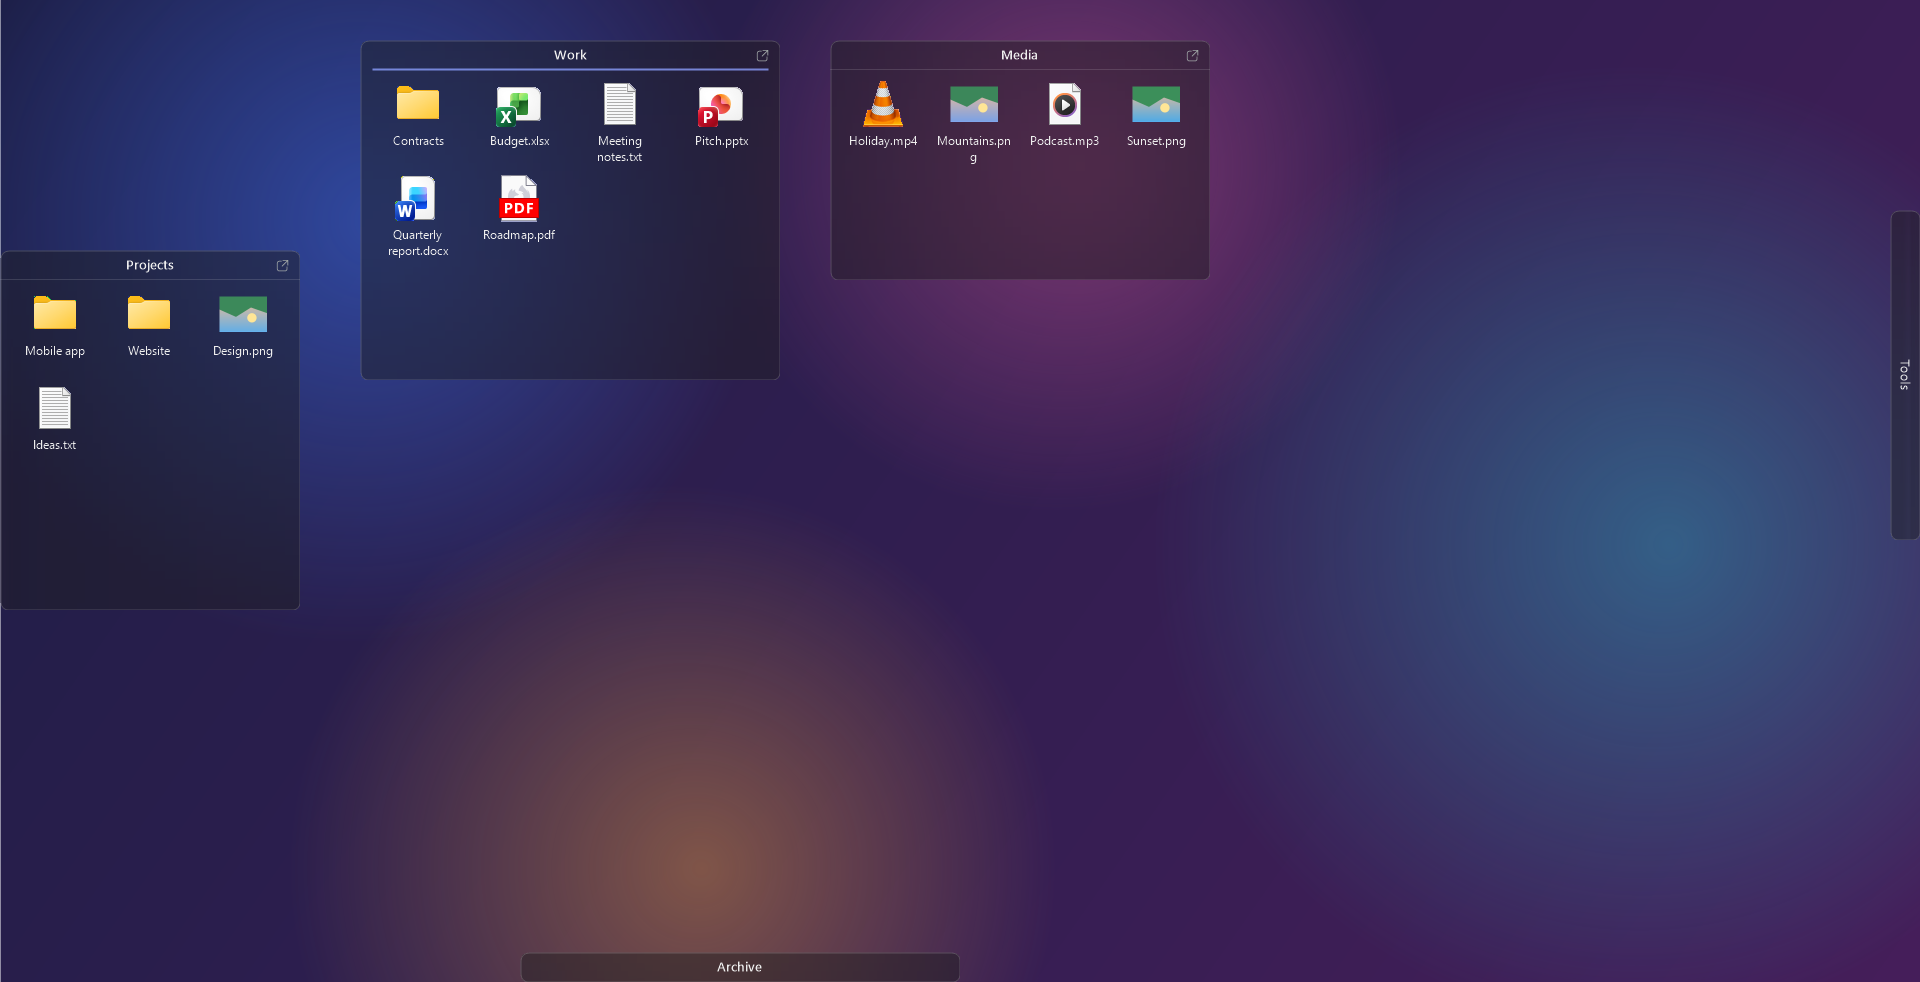 Work
Contracts
Budget.xlsx
Meeting
notes.txt
Pitch.pptx
Quarterly
report.docx
Roadmap.pdf
PDF
X
P
W
Media
Holiday.mp4
Mountains.pn
g
Podcast.mp3
Sunset.png
Projects
Mobile app
Website
Design.png
Ideas.txt
Tools
Archive